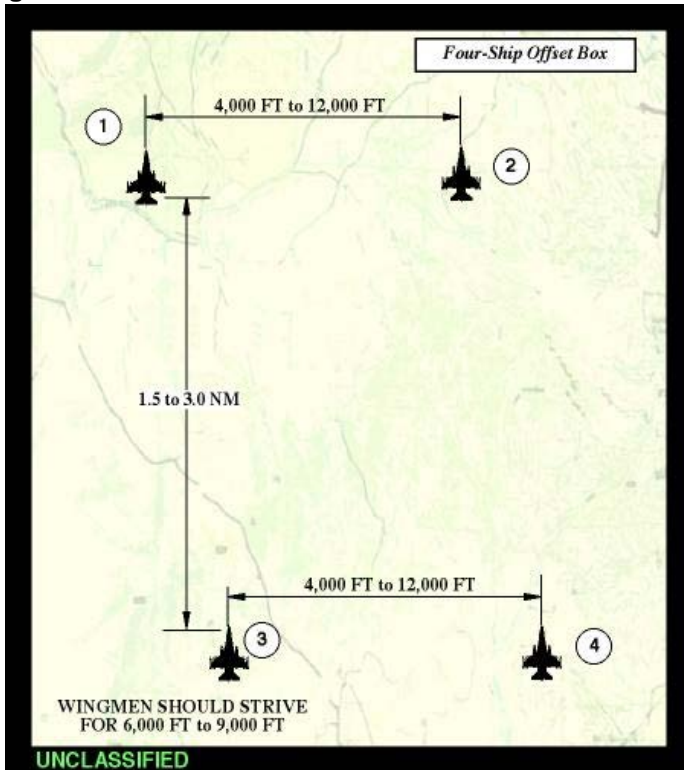 Four-Ship Offset Box
4,000 FT to 12,000 FT
1
2
1.5 to 3.0 NM
4,000 FT to 12,000 FT
3
4
WINGMEN SHOULD STRIVE
FOR 6,000 FT to 9,000 FT
UNCLASSIFIED